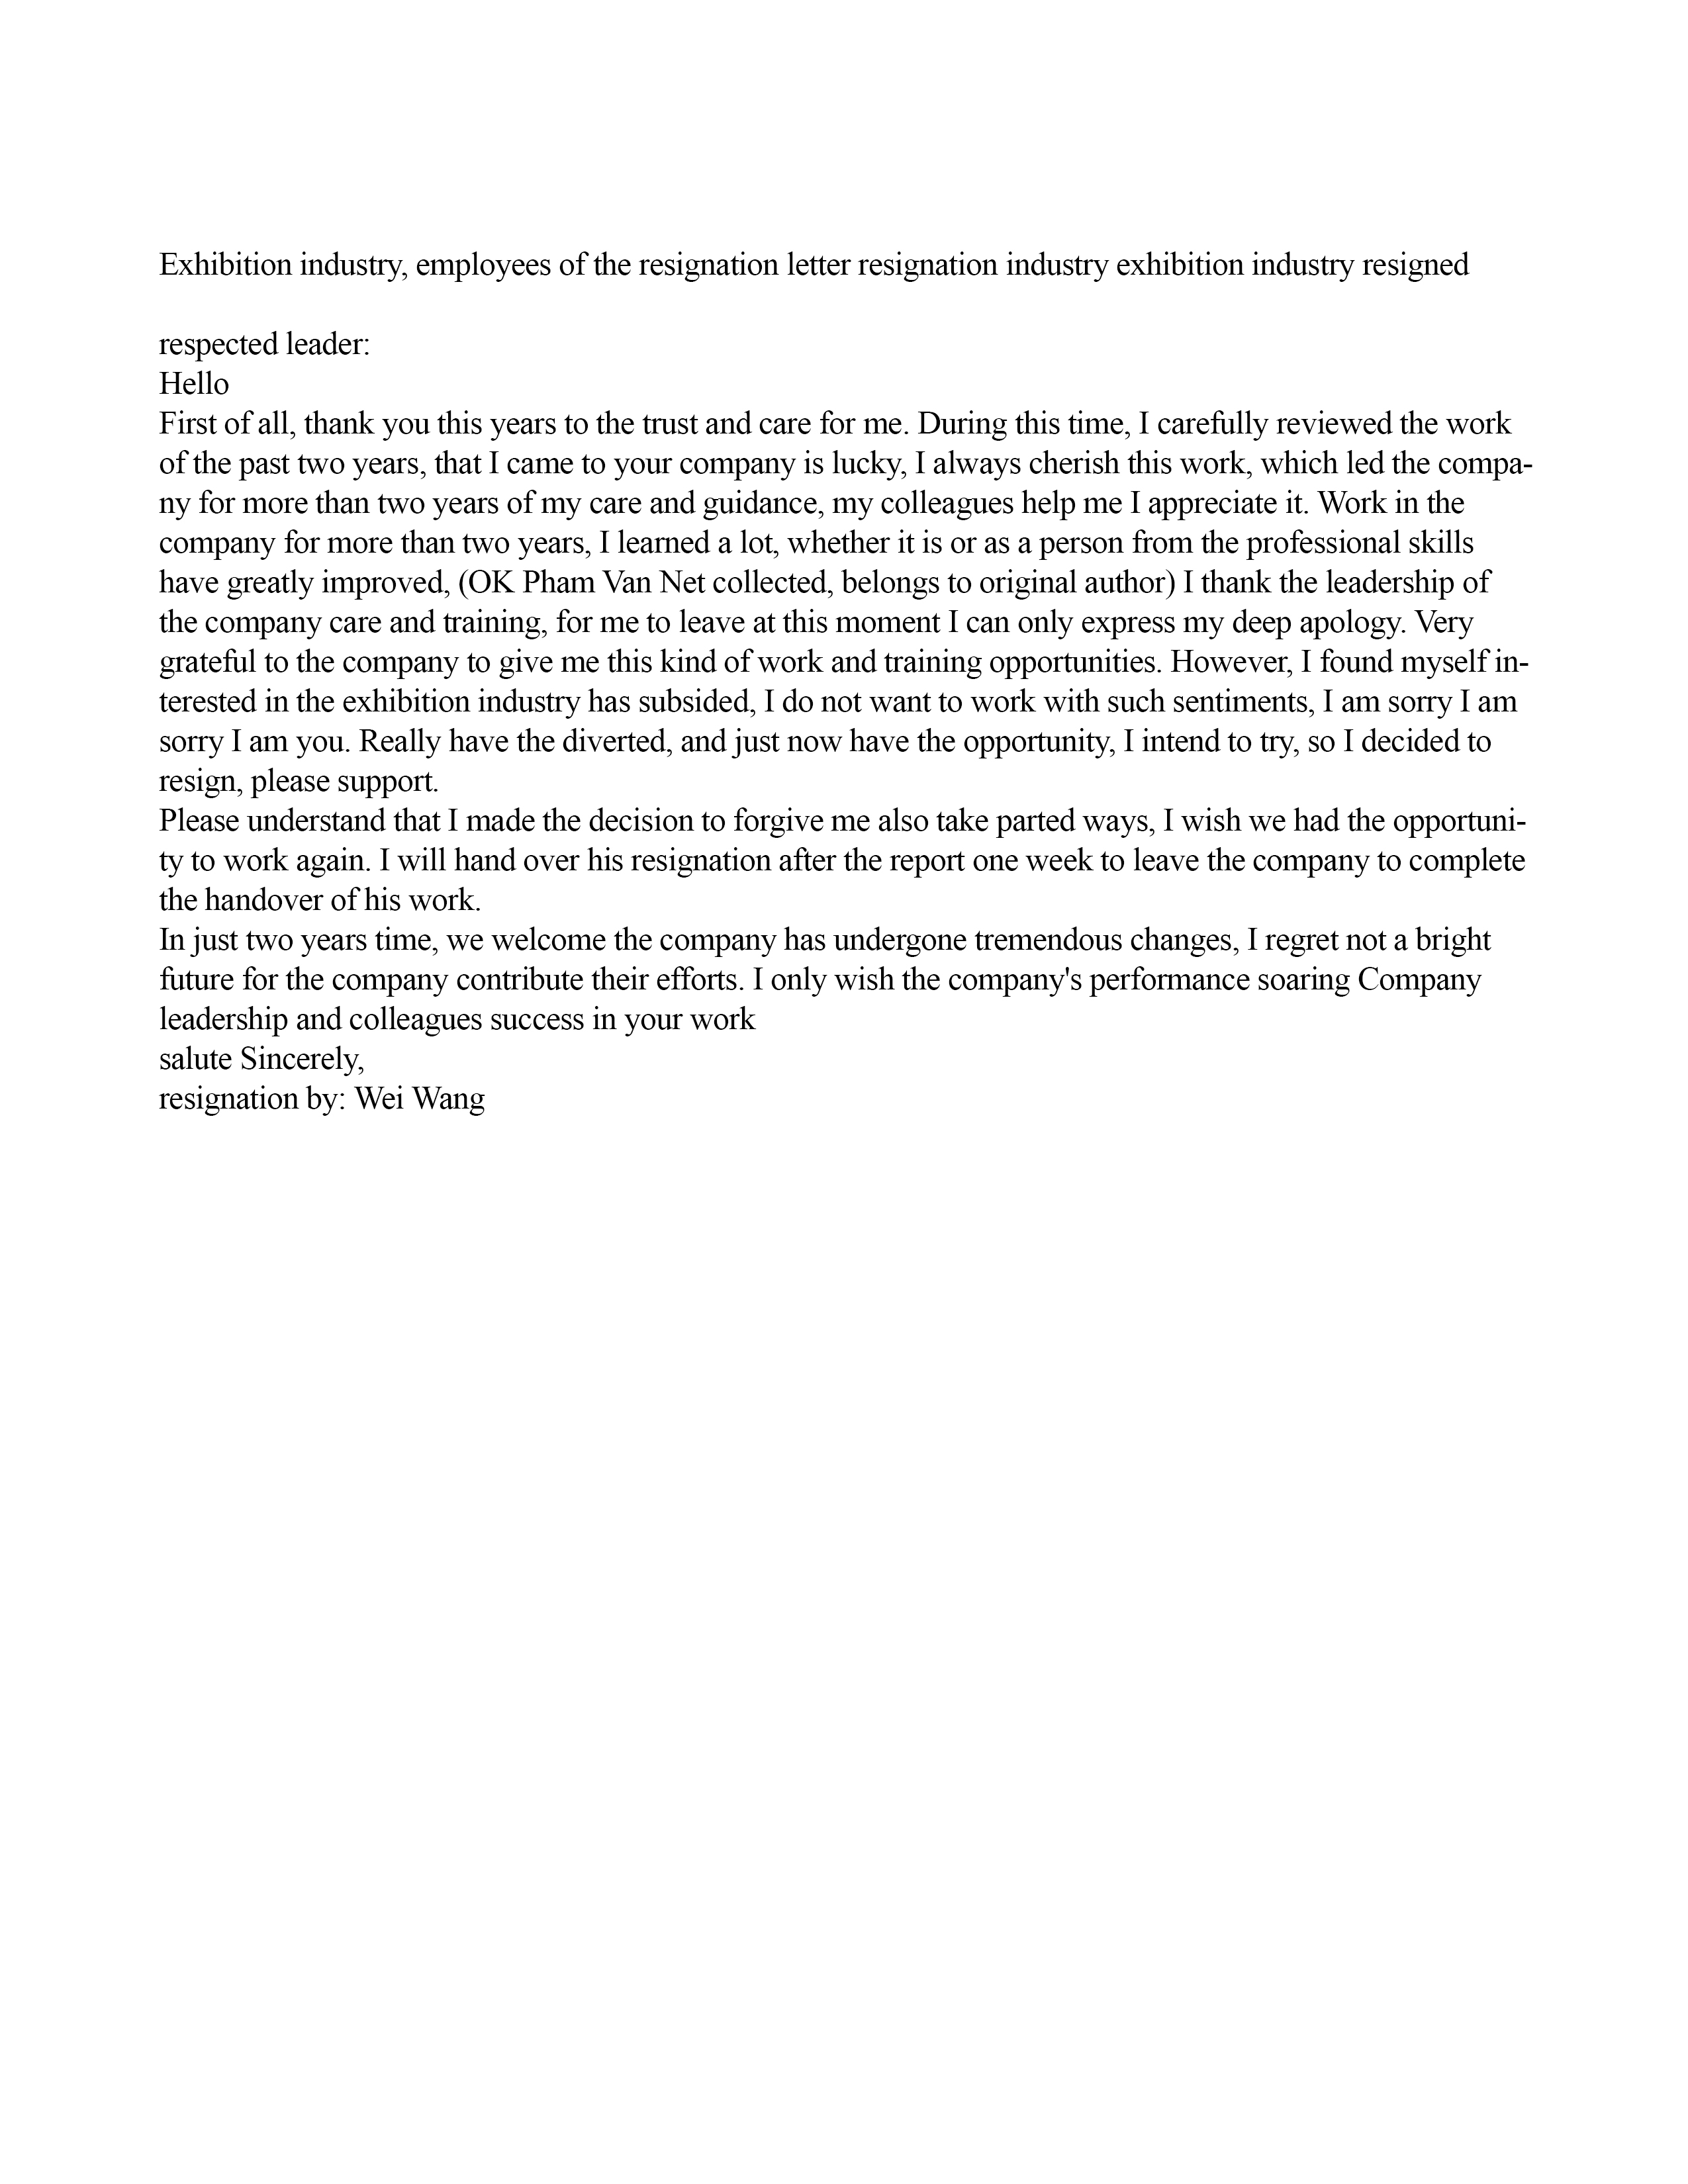 Exhibition industry, employees of the resignation letter resignation industry exhibition industry resigned
respected leader:
Hello
First of all, thank you this years to the trust and care for me. During this time, I carefully reviewed the work
of the past two years, that I came to your company is lucky, I always cherish this work, which led the compa-
ny for more than two years of my care and guidance, my colleagues help me I appreciate it. Work in the
company for more than two years, I learned a lot, whether it is or as a person from the professional skills
have greatly improved, (OK Pham Van Net collected, belongs to original author) I thank the leadership of
the company care and training, for me to leave at this moment I can only express my deep apology. Very
grateful to the company to give me this kind of work and training opportunities. However, I found myself in-
terested in the exhibition industry has subsided, I do not want to work with such sentiments, I am sorry I am
sorry I am you. Really have the diverted, and just now have the opportunity, I intend to try, so I decided to
resign, please support.
Please understand that I made the decision to forgive me also take parted ways, I wish we had the opportuni-
ty to work again. I will hand over his resignation after the report one week to leave the company to complete
the handover of his work.
In just two years time, we welcome the company has undergone tremendous changes, I regret not a bright
future for the company contribute their efforts. I only wish the company's performance soaring Company
leadership and colleagues success in your work
salute Sincerely,
resignation by: Wei Wang